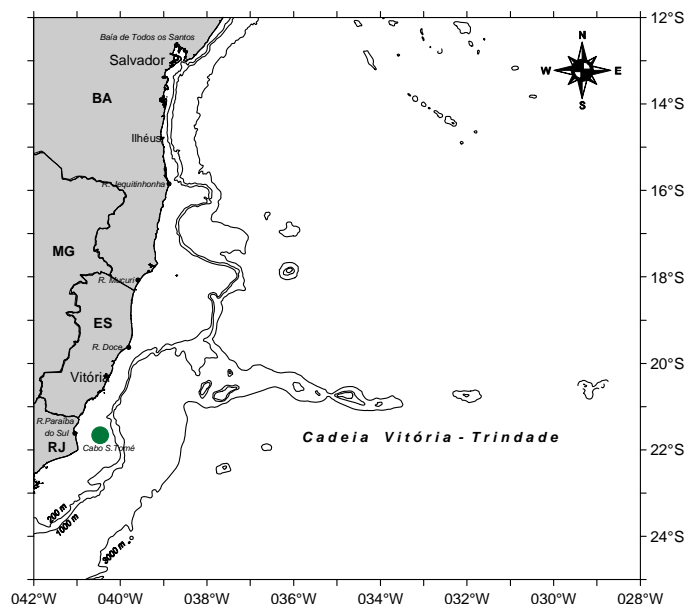 12°S
Baía de Todos os Santos
Salvador
N
W E
S
BA
14°S
Ilhéus
R. Jequitinhonha
16°S
MG
R. Mucuri
18°S
ES
R. Doce
20°S
Vitória
R.Paraíba
do Sul
Cadeia Vitória - Trindade
RJ
Cabo S.Tomé
22°S
200 m
1000 m
3000 m
24°S
042°W 040°W 038°W 036°W 034°W 032°W 030°W 028°W